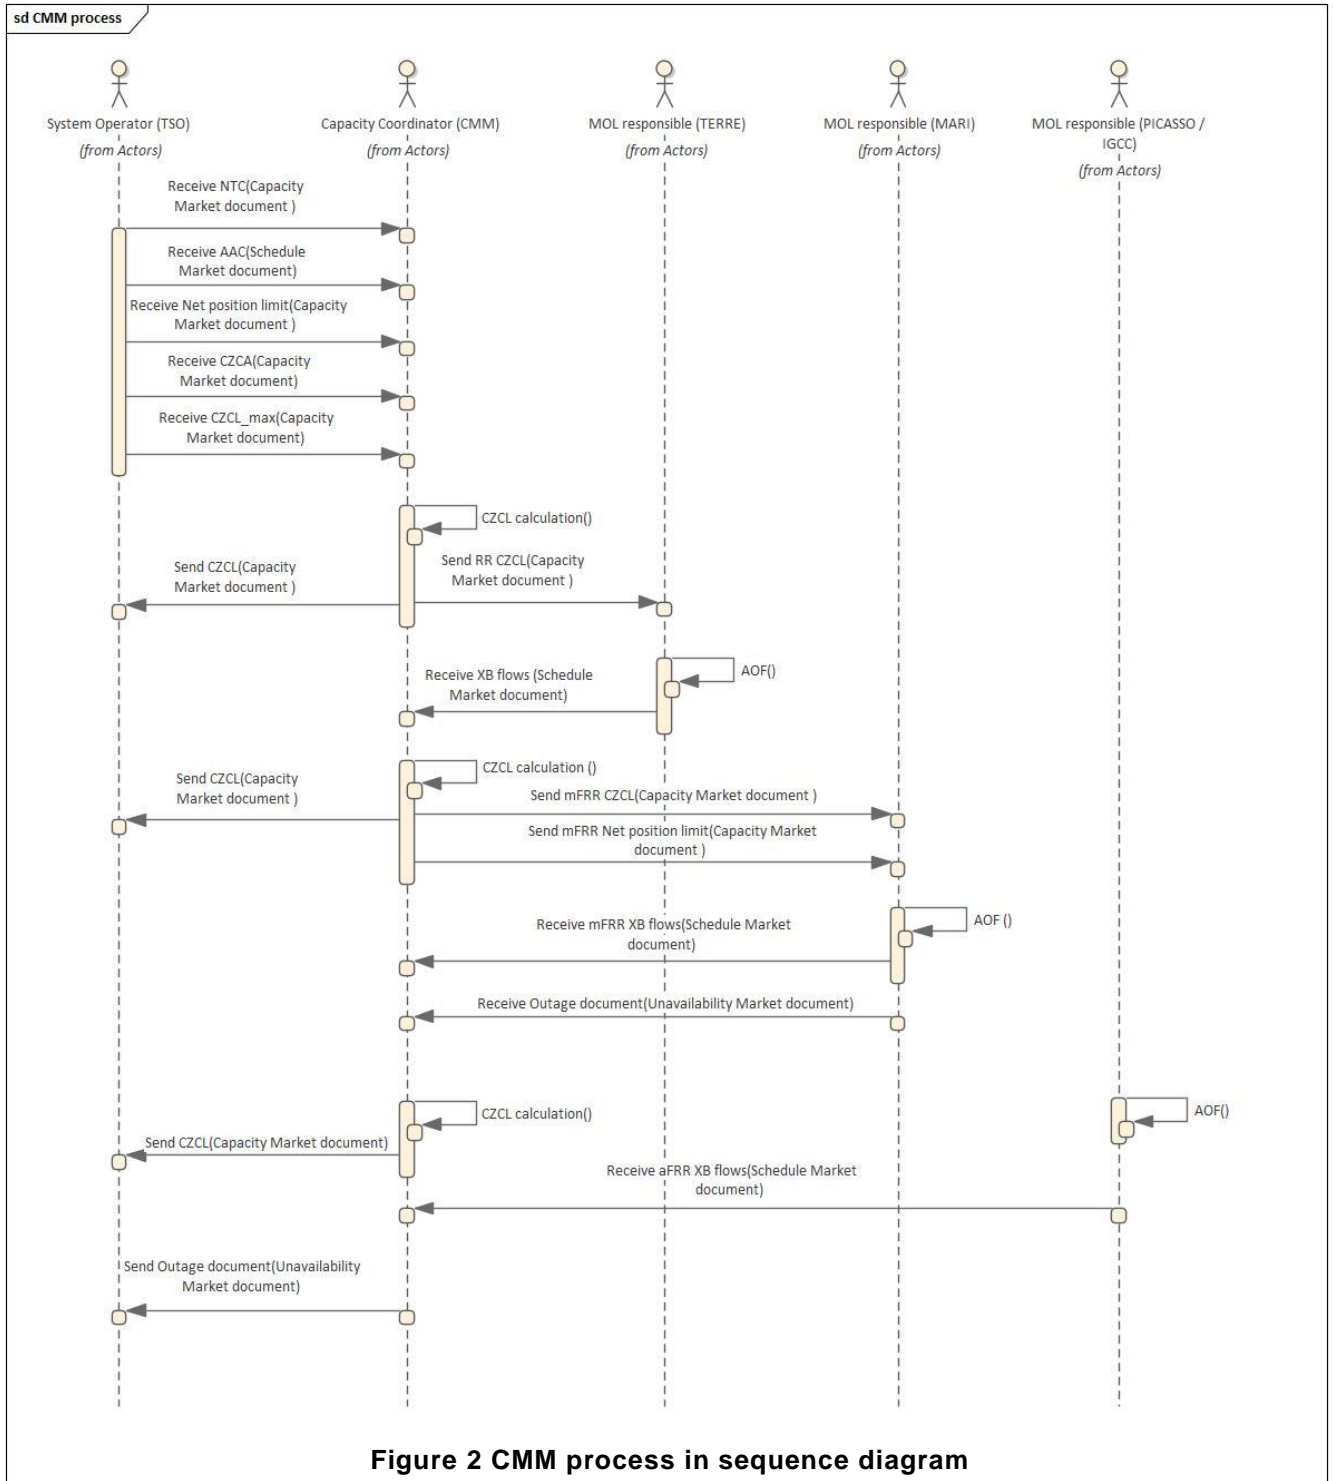 sd CMM process
System Operator (TSO)
(from Actors)
Capacity Coordinator (CMM)
(from Actors)
MOL responsible (TERRE)
(from Actors)
MOL responsible (MARI)
(from Actors)
MOL responsible (PICASSO /
IGCC)
(from Actors)
Receive NTC(Capacity
Market document )
Receive AAC(Schedule
Market document)
Receive Net position limit(Capacity
Market document )
Receive CZCA(Capacity
Market document)
Receive CZCL_max(Capacity
Market document)
CZCL calculation()
Send CZCL(Capacity
Market document )
Send RR CZCL(Capacity
Market document )
AOF()
Receive XB flows (Schedule
Market document)
CZCL calculation ()
Send CZCL(Capacity
Market document )
Send mFRR CZCL(Capacity Market document )
Send mFRR Net position limit(Capacity Market
document )
AOF ()
Receive mFRR XB flows(Schedule Market
document)
Receive Outage document(Unavailability Market document)
CZCL calculation()
AOF()
Send CZCL(Capacity Market document)
Receive aFRR XB flows(Schedule Market
document)
Send Outage document(Unavailability
Market document)
Figure 2 CMM process in sequence diagram